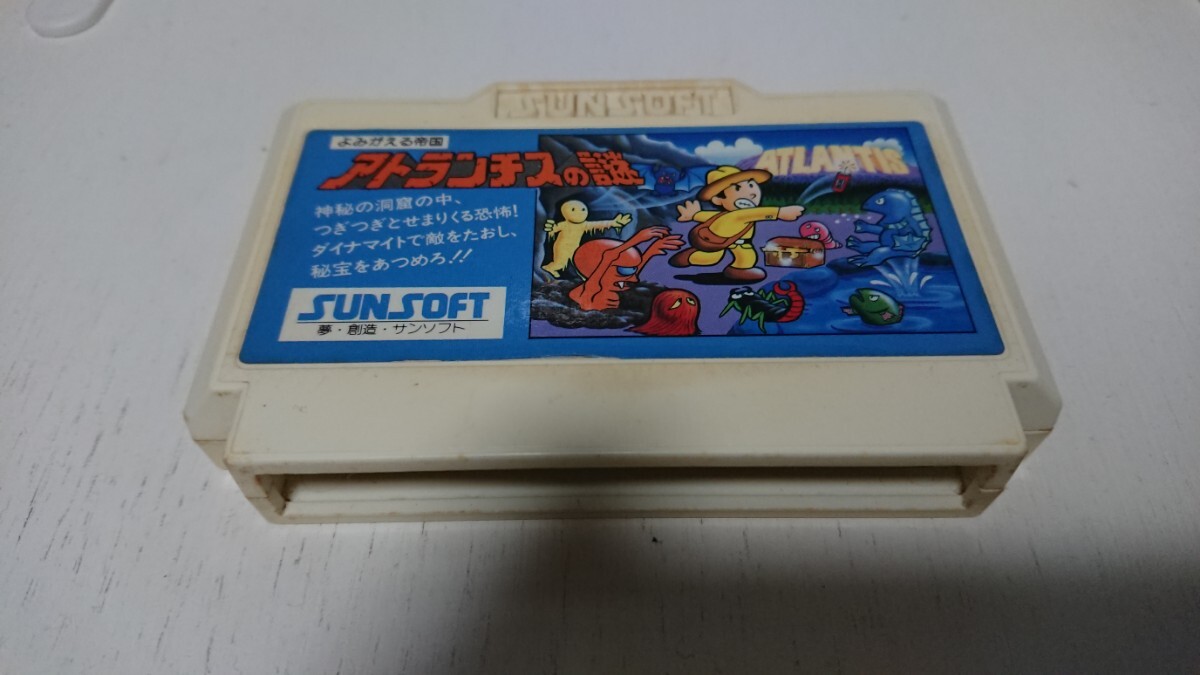 SUNSOFT
よみがえる帝国
アトランチスの謎
神秘の洞窟の中、
つぎつぎとせまりくる恐怖!
ダイナマイトで敵をたおし、
秘宝をあつめろ!!
SUNSOFT
夢・創造・サンソフト
ATLANTIS